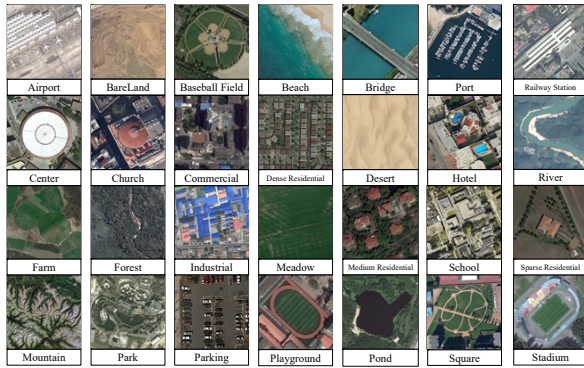 Airport BareLand Baseball Field Beach Bridge Port Railway Station
Center Church Commercial Dense Residential Desert Hotel River
Farm Forest Industrial Meadow Medium Residential School Sparse Residential
Mountain Park Parking Playground Pond Square Stadium